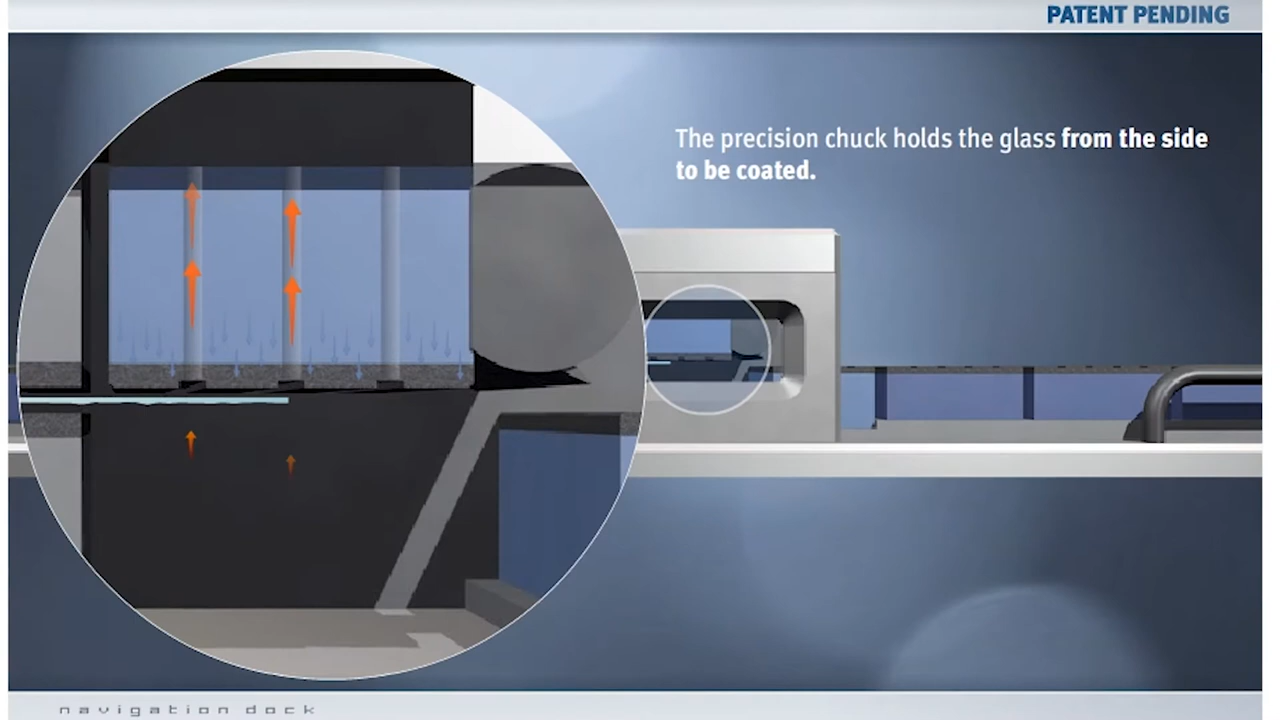 PATENT PENDING
The precision chuck holds the glass from the side
to be coated.
navigation dock